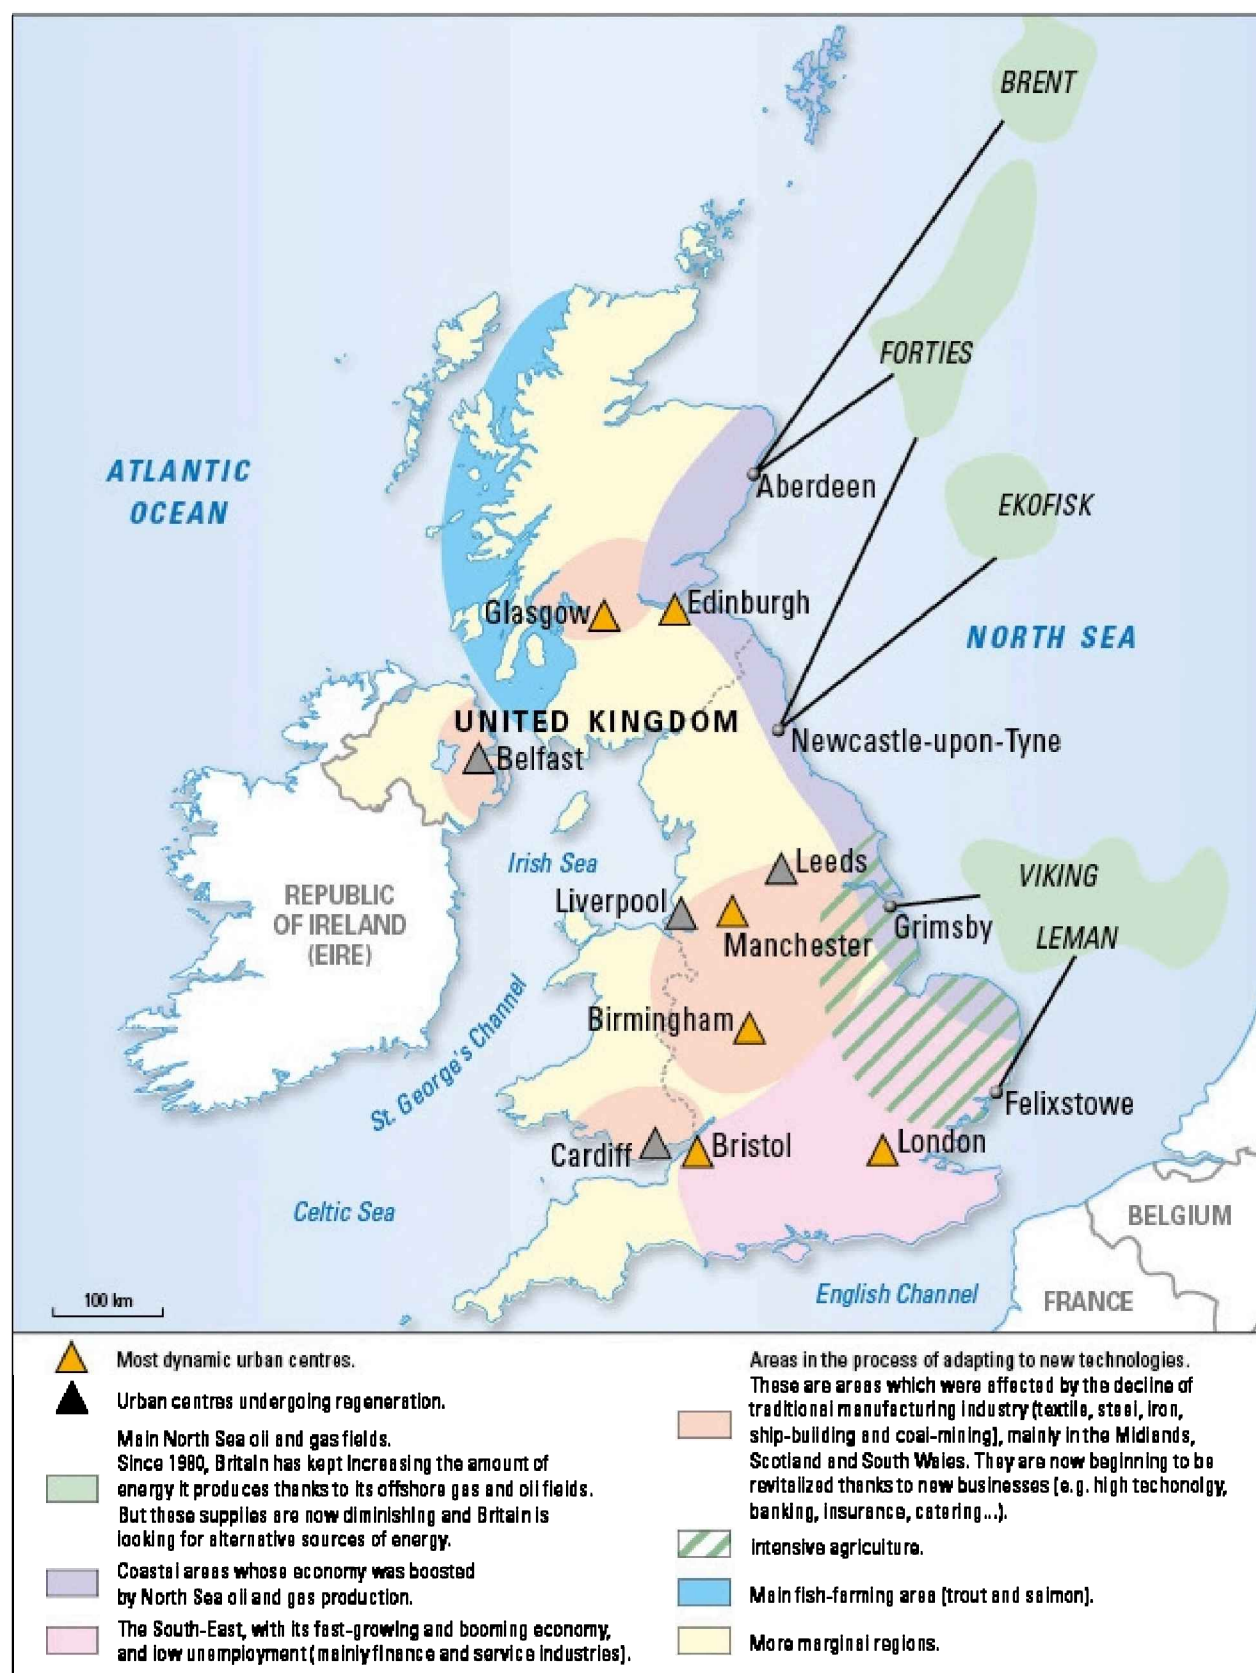 BRENT
FORTIES
ATLANTIC
OCEAN
Aberdeen
EKOFISK
Glasgow
Edinburgh
NORTH SEA
UNITED KINGDOM
Newcastle-upon-Tyne
Belfast
Irish Sea
Leeds
VIKING
REPUBLIC
OF IRELAND
(EIRE)
Liverpool
Grimsby
Manchester
LEMAN
St. George's Channel
Birmingham
Felixstowe
Cardiff
Bristol
London
Celtic Sea
BELGIUM
English Channel
FRANCE
100 km
Most dynamic urban centres.
Urban centres undergoing regeneration.
Main North Sea oil and gas fields.
Since 1980, Britain has kept increasing the amount of
energy it produces thanks to its offshore gas and oil fields.
But these supplies are now diminishing and Britain is
looking for alternative sources of energy.
Coastal areas whose economy was boosted
by North Sea oil and gas production.
The South-East, with its fast-growing and booming economy,
and low unemployment (mainly finance and service industries).
Areas in the process of adapting to new technologies.
These are areas which were affected by the decline of
traditional manufacturing industry (textile, steel, iron,
ship-building and coal-mining), mainly in the Midlands,
Scotland and South Wales. They are now beginning to be
revitalized thanks to new businesses (e.g. high techonolgy,
banking, insurance, catering...).
intensive agriculture.
Main fish-farming area (trout and salmon).
More marginal regions.